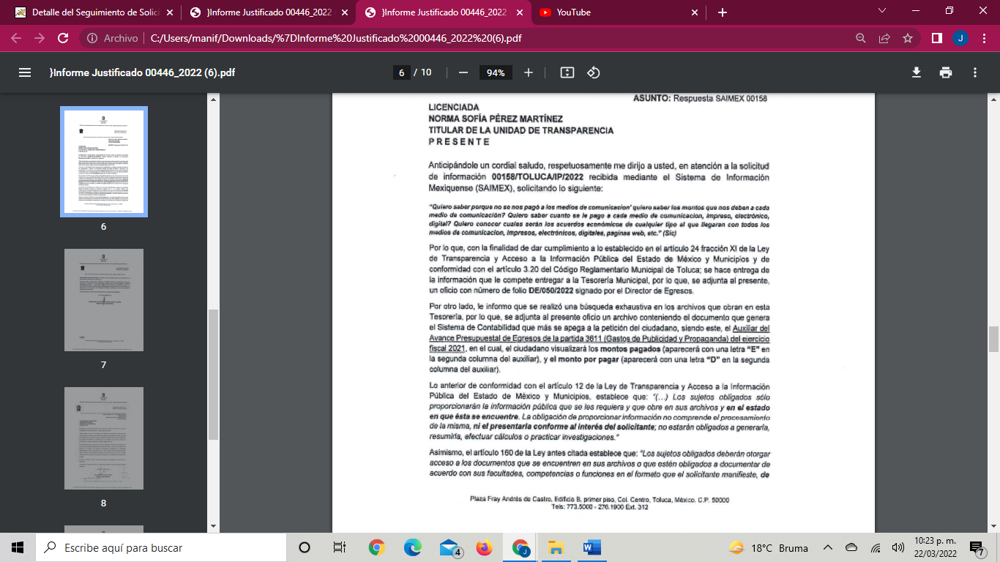 Detalle del Seguimiento de Solici
}Informe Justificado 00446_2022
}Informe Justificado 00446_2022
YouTube
Archivo
C:/Users/manif/Downloads/%7DInforme%20Justificado%2000446_2022%20(6).pdf
}Informe Justificado 00446_2022 (6).pdf
6 / 10
94%
6
7
8
ASUNTO: Respuesta SAIMEX 00158
LICENCIADA
NORMA SOFÍA PÉREZ MARTÍNEZ
TITULAR DE LA UNIDAD DE TRANSPARENCIA
P R E S E N T E
Anticipándole un cordial saludo, respetuosamente me dirijo a usted, en atención a la solicitud
de información 00158/TOLUCA/IP/2022 recibida mediante el Sistema de Información
Mexiquense (SAIMEX), solicitando lo siguiente:
"Quiero saber porque no se nos pagó a los medios de comunicacion' quiero saber los montos que nos deben a cada
medio de comunicación? Quiero saber cuanto se le pago a cada medio de comunicacion, impreso, electrónico,
digital? Quiero conocer cuales serán los acuerdos económicos de cualquier tipo al que llegaran con todos los
medios de comunicacion, impresos, electrónicos, digitales, paginas web, etc." (Sic)
Por lo que, con la finalidad de dar cumplimiento a lo establecido en el artículo 24 fracción XI de la Ley
de Transparencia y Acceso a la Información Pública del Estado de México y Municipios y de
conformidad con el artículo 3.20 del Código Reglamentario Municipal de Toluca; se hace entrega de
la información que le compete entregar a la Tesorería Municipal, por lo que, se adjunta al presente,
un oficio con número de folio DE/050/2022 signado por el Director de Egresos.
Por otro lado, le informo que se realizó una búsqueda exhaustiva en los archivos que obran en esta
Tesorería, por lo que, se adjunta al presente oficio un archivo conteniendo el documento que genera
el Sistema de Contabilidad que más se apega a la petición del ciudadano, siendo este, el Auxiliar del
Avance Presupuestal de Egresos de la partida 3611 (Gastos de Publicidad y Propaganda) del ejercicio
fiscal 2021, en el cual, el ciudadano visualizará los montos pagados (aparecerá con una letra "E" en
la segunda columna del auxiliar), y el monto por pagar (aparecerá con una letra "D" en la segunda
columna del auxiliar).
Lo anterior de conformidad con el artículo 12 de la Ley de Transparencia y Acceso a la Información
Pública del Estado de México y Municipios, establece que: "(...) Los sujetos obligados sólo
proporcionarán la información pública que se les requiera y que obre en sus archivos y en el estado
en que ésta se encuentre. La obligación de proporcionar información no comprende el procesamiento
de la misma, ni el presentarla conforme al interés del solicitante; no estarán obligados a generarla,
resumirla, efectuar cálculos o practicar investigaciones."
Asimismo, el artículo 160 de la Ley antes citada establece que: "Los sujetos obligados deberán otorgar
acceso a los documentos que se encuentren en sus archivos o que estén obligados a documentar de
acuerdo con sus facultades, competencias o funciones en el formato que el solicitante manifieste, de
Plaza Fray Andrés de Castro, Edificio B, primer piso, Col. Centro, Toluca, México. C.P. 50000
Tels: 773.5000 - 276.1900 Ext. 312
Escribe aquí para buscar
4
J
18°C Bruma
10:23 p. m.
22/03/2022
7